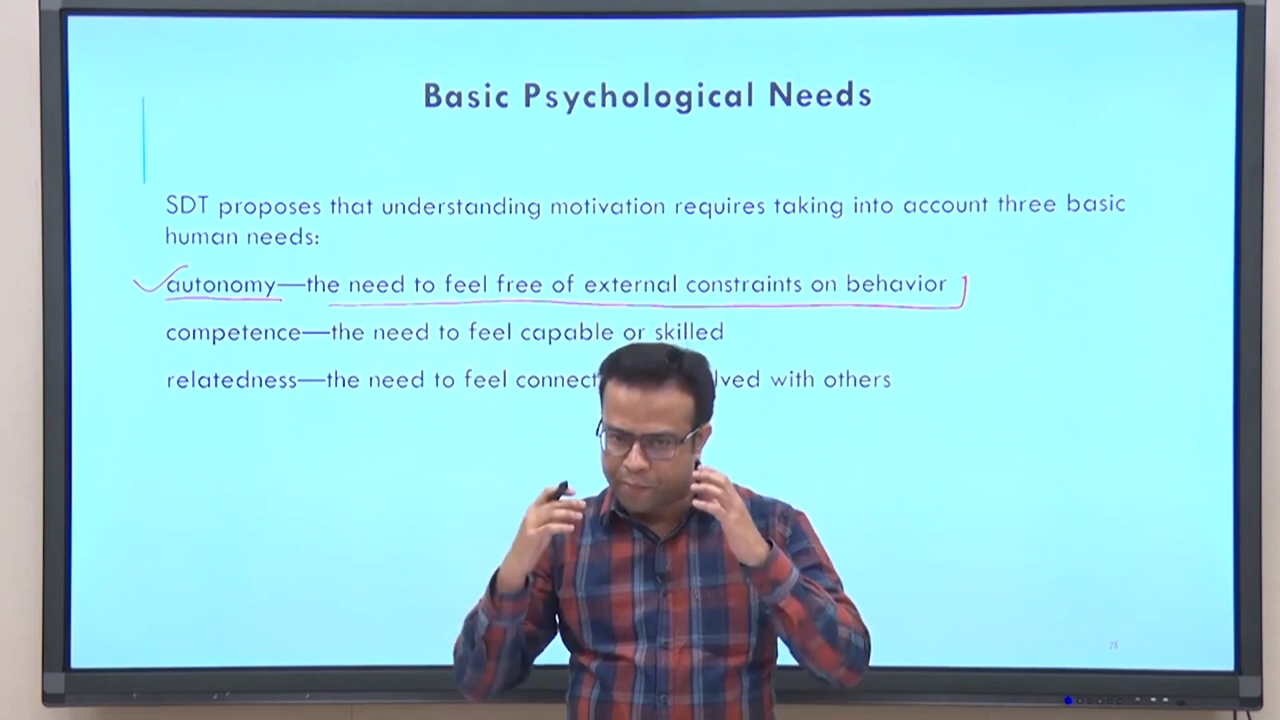 Basic Psychological Needs
SDT proposes that understanding motivation requires taking into account three basic
human needs:
autonomy—the need to feel free of external constraints on behavior
competence—the need to feel capable or skilled
relatedness—the need to feel with others
28